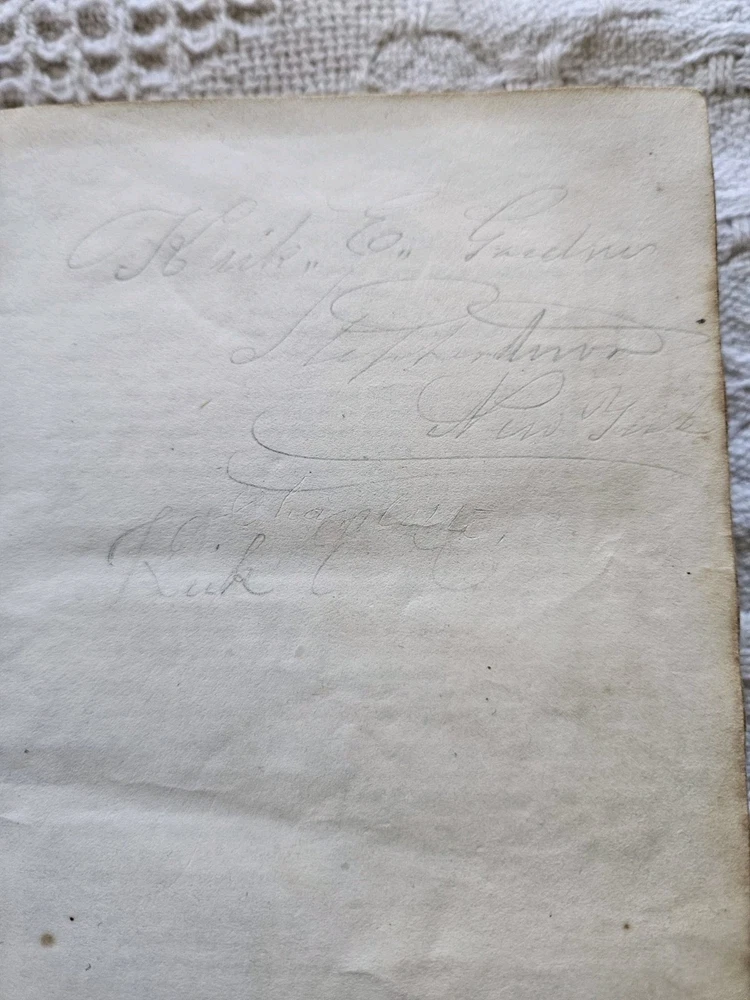 Kirk „ E „ Gardner
Stephentown
New York
Kirk E